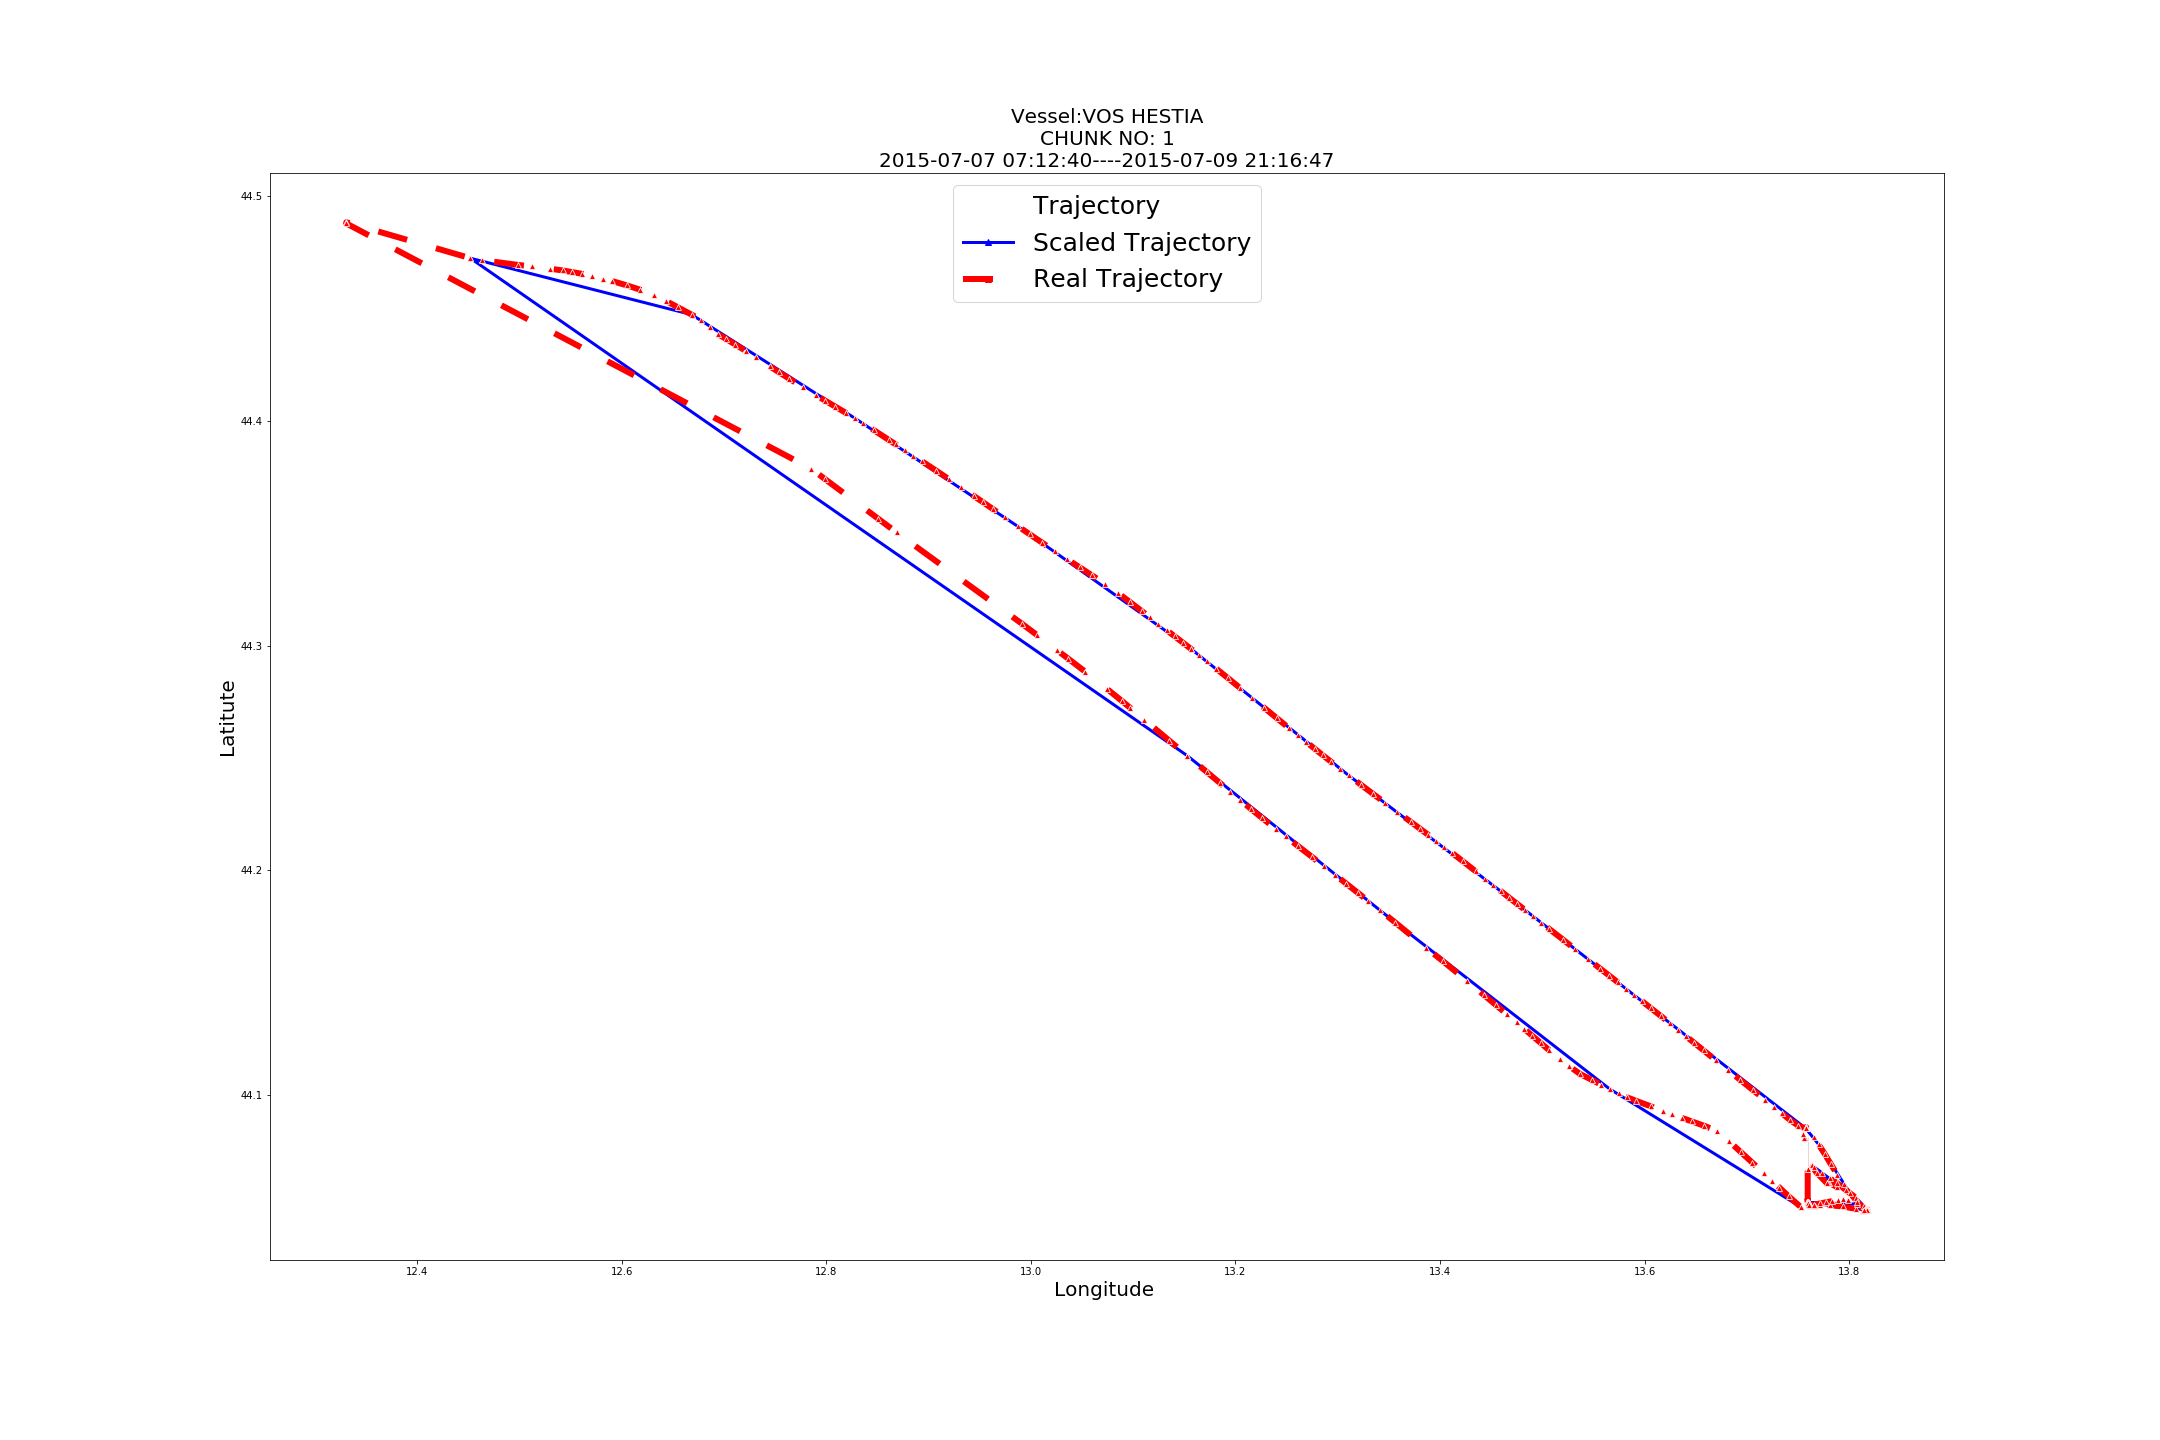 Vessel:VOS HESTIA
CHUNK NO: 1
2015-07-07 07:12:40----2015-07-09 21:16:47
Trajectory
Scaled Trajectory
Real Trajectory
44.5
44.4
44.3
44.2
44.1
Latitute
12.4 12.6 12.8 13.0 13.2 13.4 13.6 13.8
Longitude